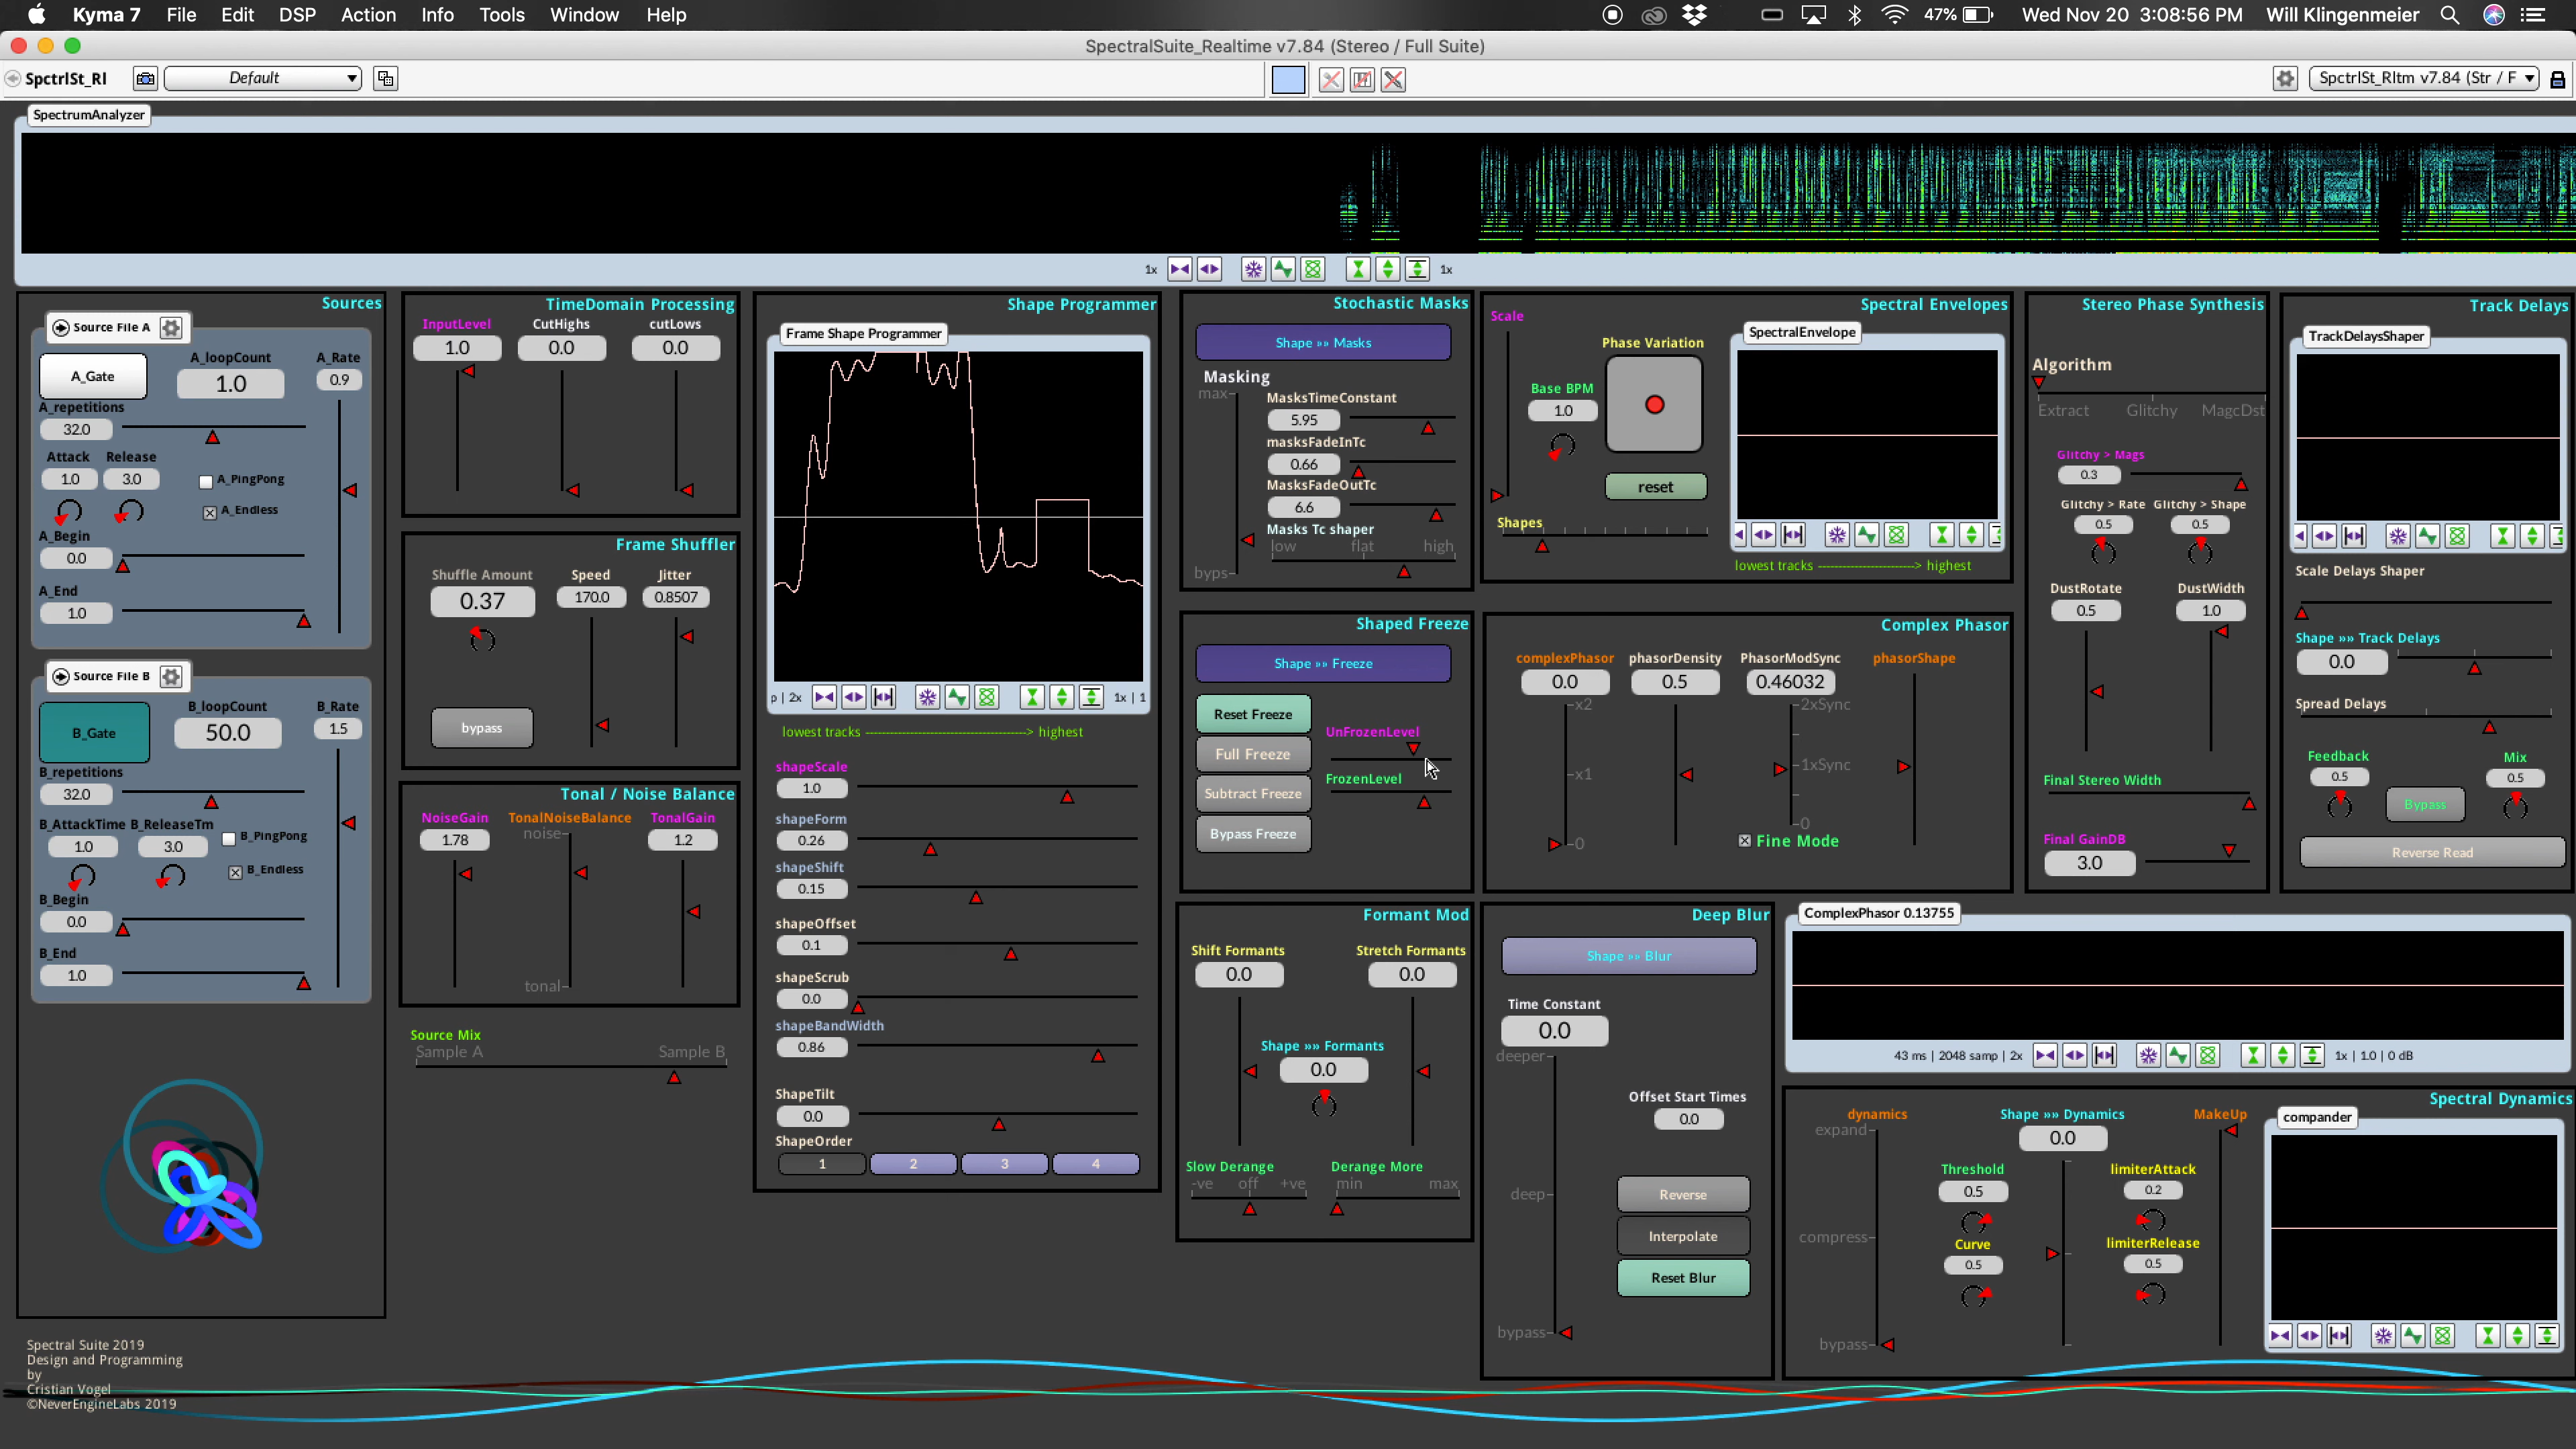 Kyma 7 File Edit DSP Action Info Tools Window Help 47% Wed Nov 20 3:08:56 PM Will Klingenmeier
SpectralSuite_Realtime v7.84 (Stereo / Full Suite)
SpctrlSt_Rl Default SpctrlSt_Rltm v7.84 (Str / F
SpectrumAnalyzer
1x 1x
Sources
Source File A
A_Gate A_loopCount 1.0 A_Rate 0.9
A_repetitions
32.0
Attack Release
1.0 3.0 A_PingPong
A_Endless
A_Begin
0.0
A_End
1.0
Source File B
B_Gate B_loopCount 50.0 B_Rate 1.5
B_repetitions
32.0
B_AttackTime B_ReleaseTm B_PingPong
1.0 3.0
B_Endless
B_Begin
0.0
B_End
1.0
Spectral Suite 2019
Design and Programming
by
Cristian Vogel
©NeverEngineLabs 2019
TimeDomain Processing
InputLevel CutHighs cutLows
1.0 0.0 0.0
Frame Shuffler
Shuffle Amount Speed Jitter
0.37 170.0 0.8507
bypass
Tonal / Noise Balance
NoiseGain TonalNoiseBalance TonalGain
1.78 noise 1.2
tonal
Source Mix
Sample A Sample B
Shape Programmer
Frame Shape Programmer
p | 2x 1x | 1
lowest tracks ----------------------------------------> highest
shapeScale
1.0
shapeForm
0.26
shapeShift
0.15
shapeOffset
0.1
shapeScrub
0.0
shapeBandWidth
0.86
ShapeTilt
0.0
ShapeOrder
1 2 3 4
Stochastic Masks
Shape »» Masks
Masking
max
MasksTimeConstant
5.95
masksFadeInTc
0.66
MasksFadeOutTc
6.6
Masks Tc shaper
low flat high
byps
Shaped Freeze
Shape »» Freeze
Reset Freeze
Full Freeze
Subtract Freeze
Bypass Freeze
UnFrozenLevel
FrozenLevel
Formant Mod
Shift Formants Stretch Formants
0.0 0.0
Shape »» Formants
0.0
Slow Derange Derange More
-ve off +ve min max
Spectral Envelopes
Scale
Phase Variation
Base BPM
1.0
reset
Shapes
SpectralEnvelope
lowest tracks -----------------------> highest
Complex Phasor
complexPhasor phasorDensity PhasorModSync phasorShape
0.0 0.5 0.46032
x2 2xSync
x1 1xSync
0 0
Fine Mode
Deep Blur
Shape »» Blur
Time Constant
0.0
deeper
Offset Start Times
0.0
deep
Reverse
Interpolate
Reset Blur
bypass
Stereo Phase Synthesis
Algorithm
Extract Glitchy MagcDst
Glitchy > Mags
0.3
Glitchy > Rate Glitchy > Shape
0.5 0.5
DustRotate DustWidth
0.5 1.0
Final Stereo Width
Final GainDB
3.0
Track Delays
TrackDelaysShaper
Scale Delays Shaper
Shape »» Track Delays
0.0
Spread Delays
Feedback Mix
0.5 0.5
Bypass
Reverse Read
ComplexPhasor 0.13755
43 ms | 2048 samp | 2x 1x | 1.0 | 0 dB
Spectral Dynamics
dynamics Shape »» Dynamics MakeUp
expand 0.0
Threshold limiterAttack
0.5 0.2
compress
Curve limiterRelease
0.5 0.5
bypass
compander